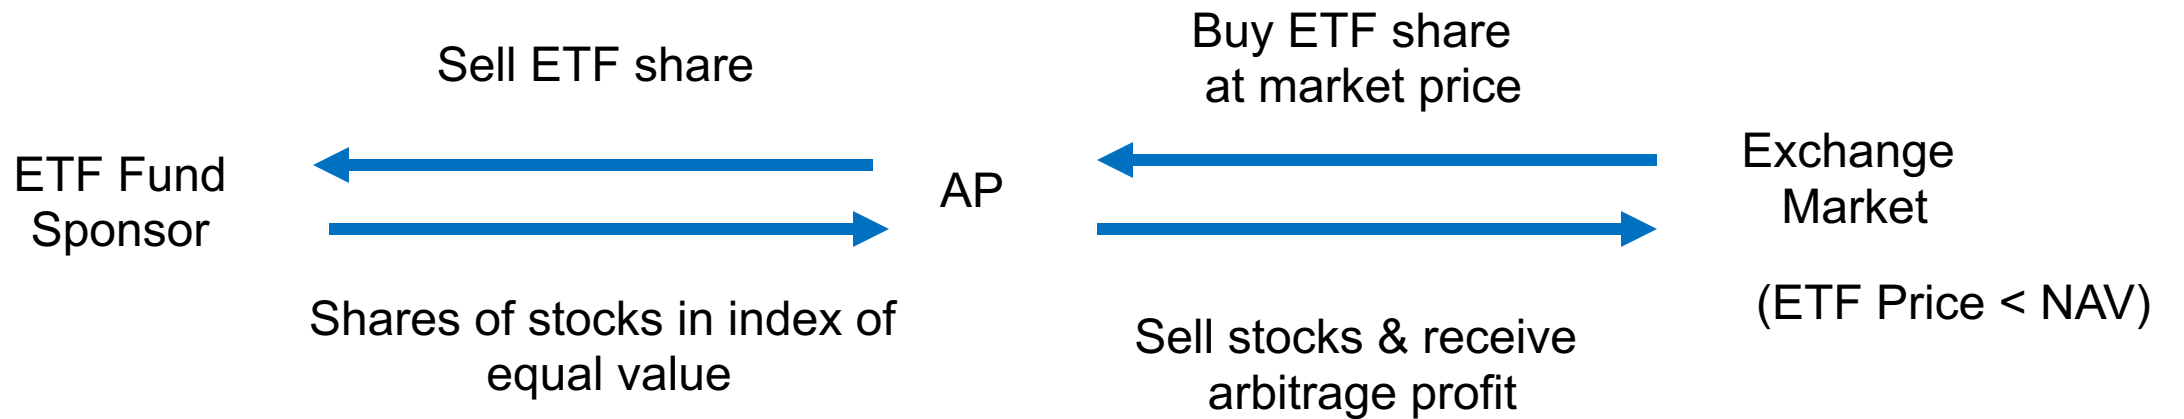 Sell ETF share
Buy ETF share
at market price
ETF Fund
Sponsor
AP
Exchange
Market
Shares of stocks in index of
equal value
Sell stocks & receive
arbitrage profit
(ETF Price < NAV)